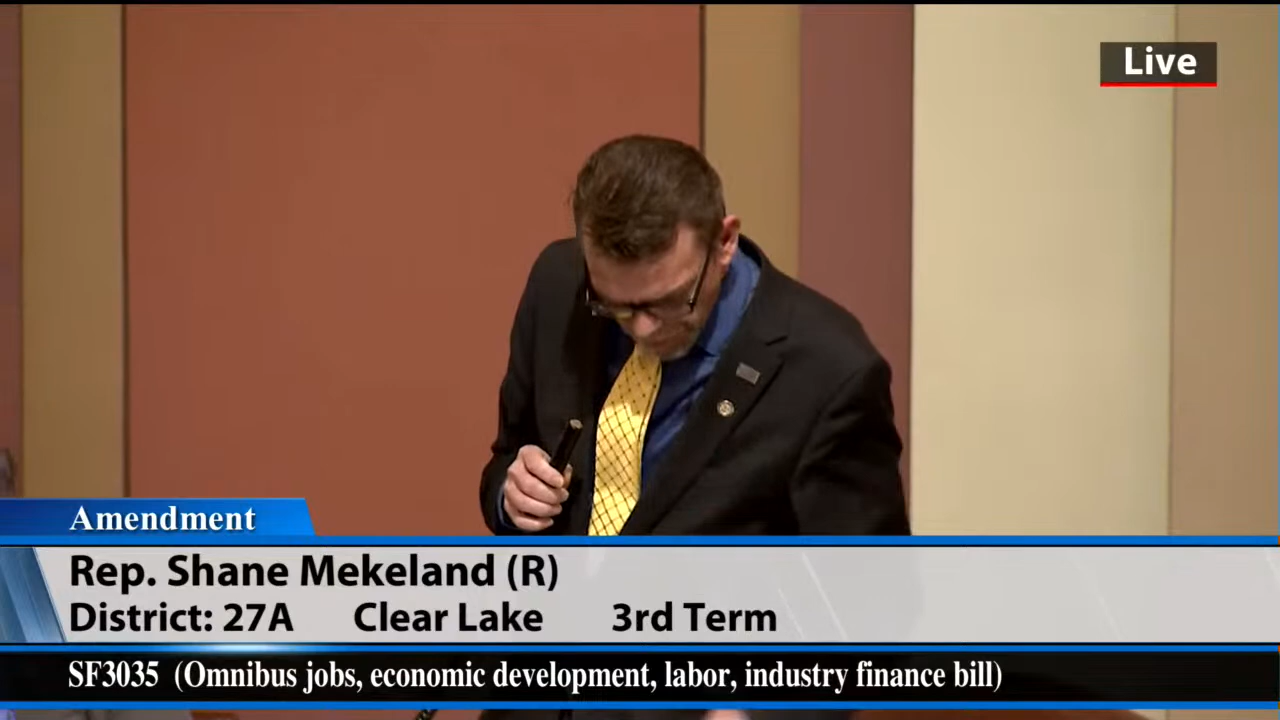 Live
Amendment
Rep. Shane Mekeland (R)
District: 27A Clear Lake 3rd Term
SF3035 (Omnibus jobs, economic development, labor, industry finance bill)